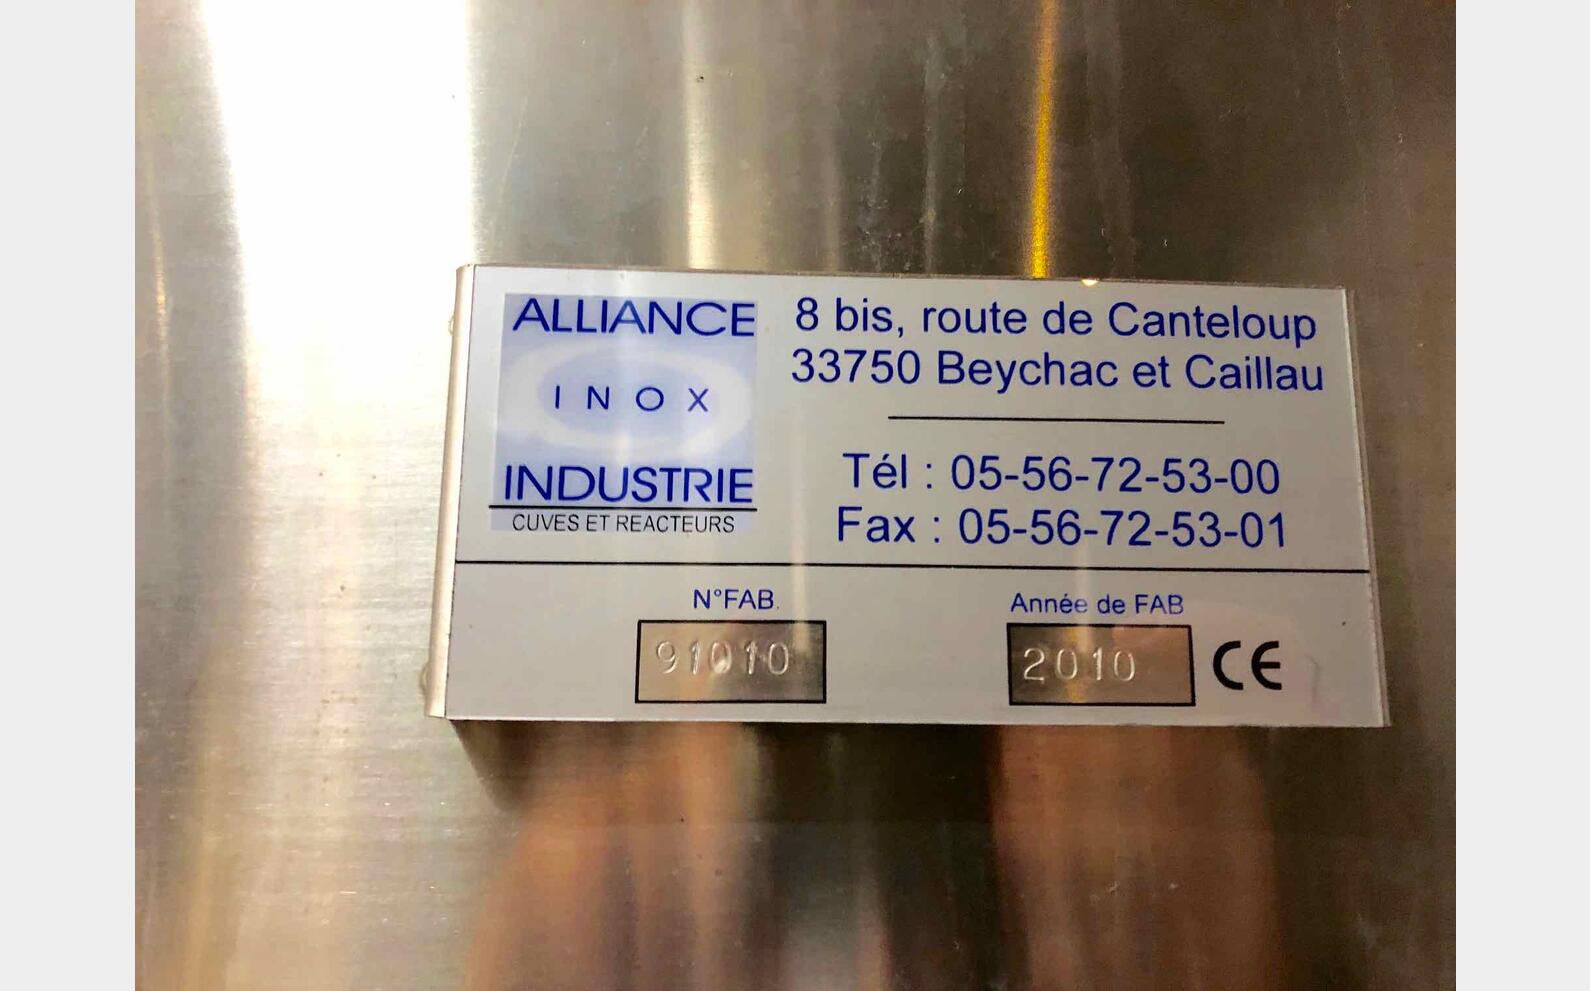 ALLIANCE
INOX
INDUSTRIE
CUVES ET REACTEURS
8 bis, route de Canteloup
33750 Beychac et Caillau
Tél : 05-56-72-53-00
Fax : 05-56-72-53-01
N°FAB.
91010
Année de FAB
2010
CE